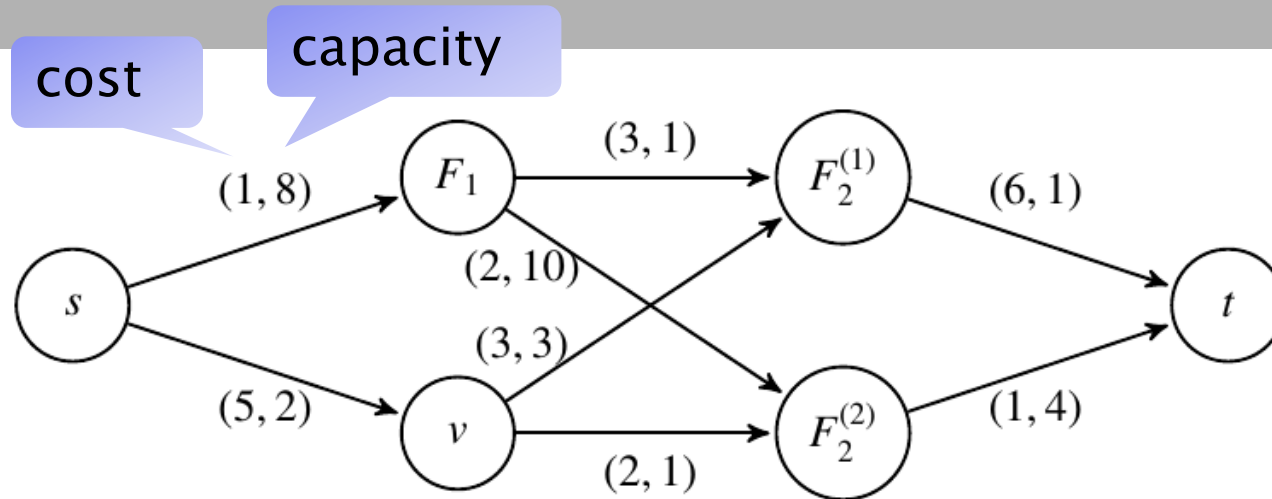 capacity
cost
(3, 1)
F₁
F₂⁽¹⁾
(1, 8)
(6, 1)
(2, 10)
s
t
(3, 3)
(5, 2)
(1, 4)
v
F₂⁽²⁾
(2, 1)